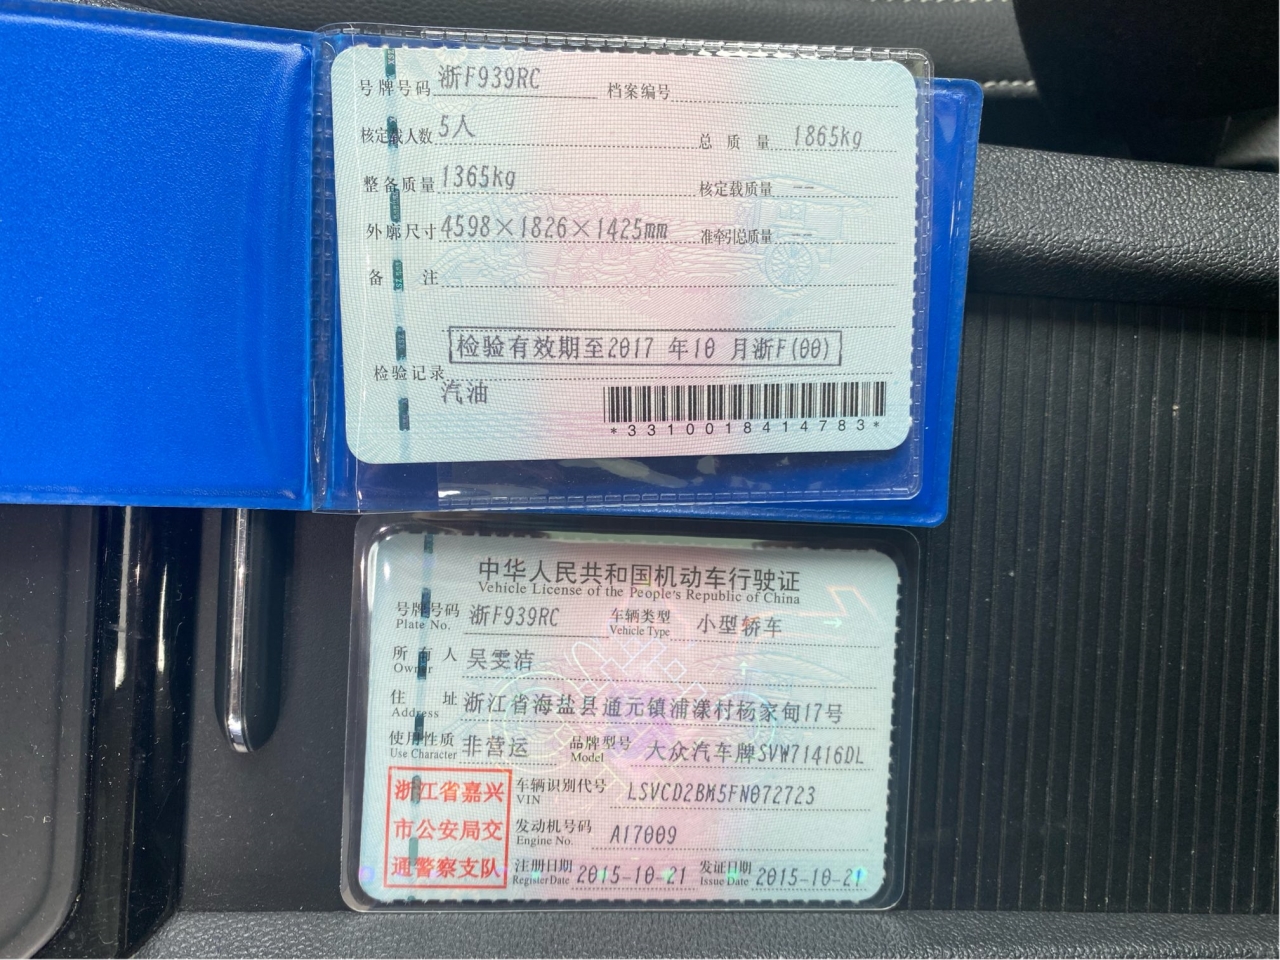 号牌号码 浙F939RC 档案编号
核定载人数 5人 总质量 1865kg
整备质量 1365kg 核定载质量 --
外廓尺寸 4598×1826×1425mm 准牵引总质量 --
备注
检验有效期至2017 年10 月浙F(00)
检验记录
汽油
*3310018414783*
中华人民共和国机动车行驶证
Vehicle License of the People's Republic of China
号牌号码 浙F939RC 车辆类型 小型轿车
Plate No. Vehicle Type
所有人 吴雯洁
Owner
住址 浙江省海盐县通元镇浦漾村杨家甸17号
Address
使用性质 非营运 品牌型号 大众汽车牌SVW71416DL
Use Character Model
浙江省嘉兴
市公安局交
通警察支队
车辆识别代号 LSVCD2BM5FN072723
VIN
发动机号码 A17009
Engine No.
注册日期 2015-10-21 发证日期 2015-10-21
Register Date Issue Date